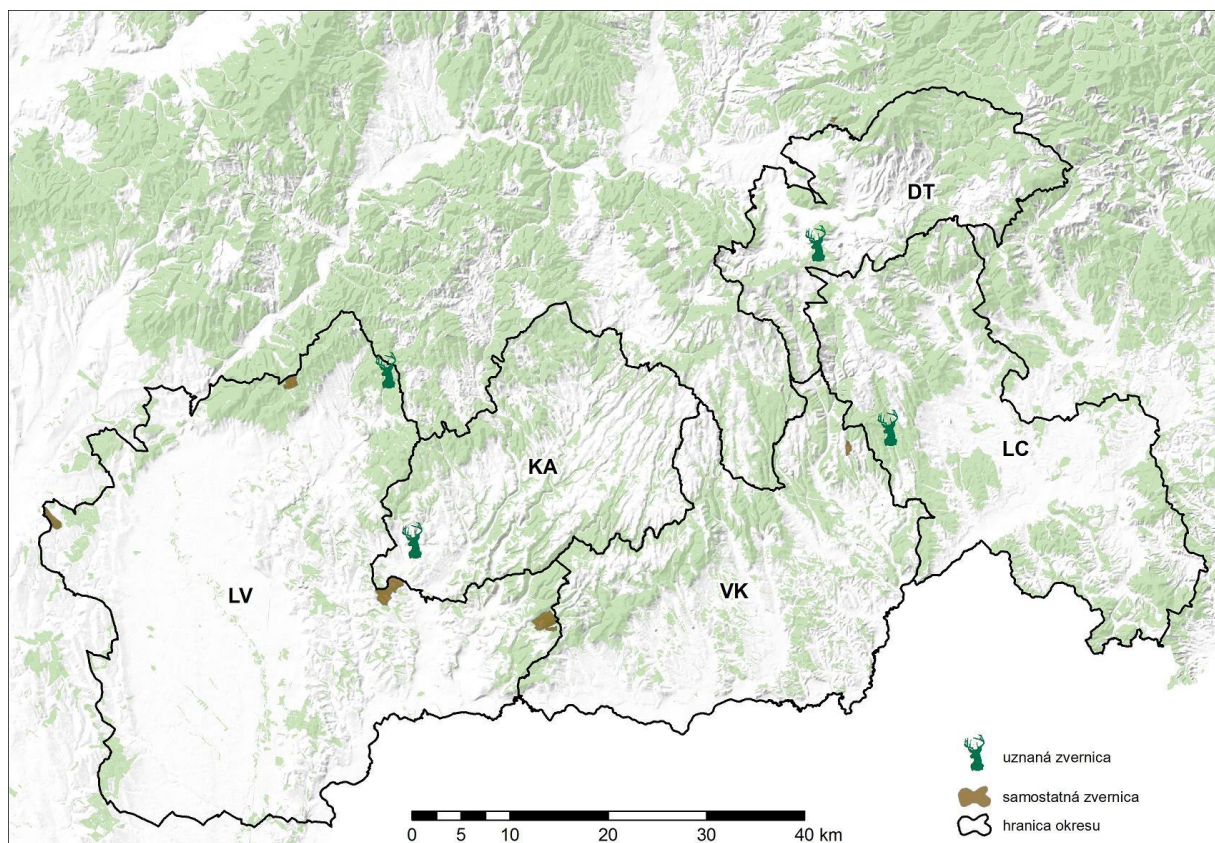 DT
KA
LC
LV
VK
uznaná zvernica
samostatná zvernica
hranica okresu
0 5 10 20 30 40 km